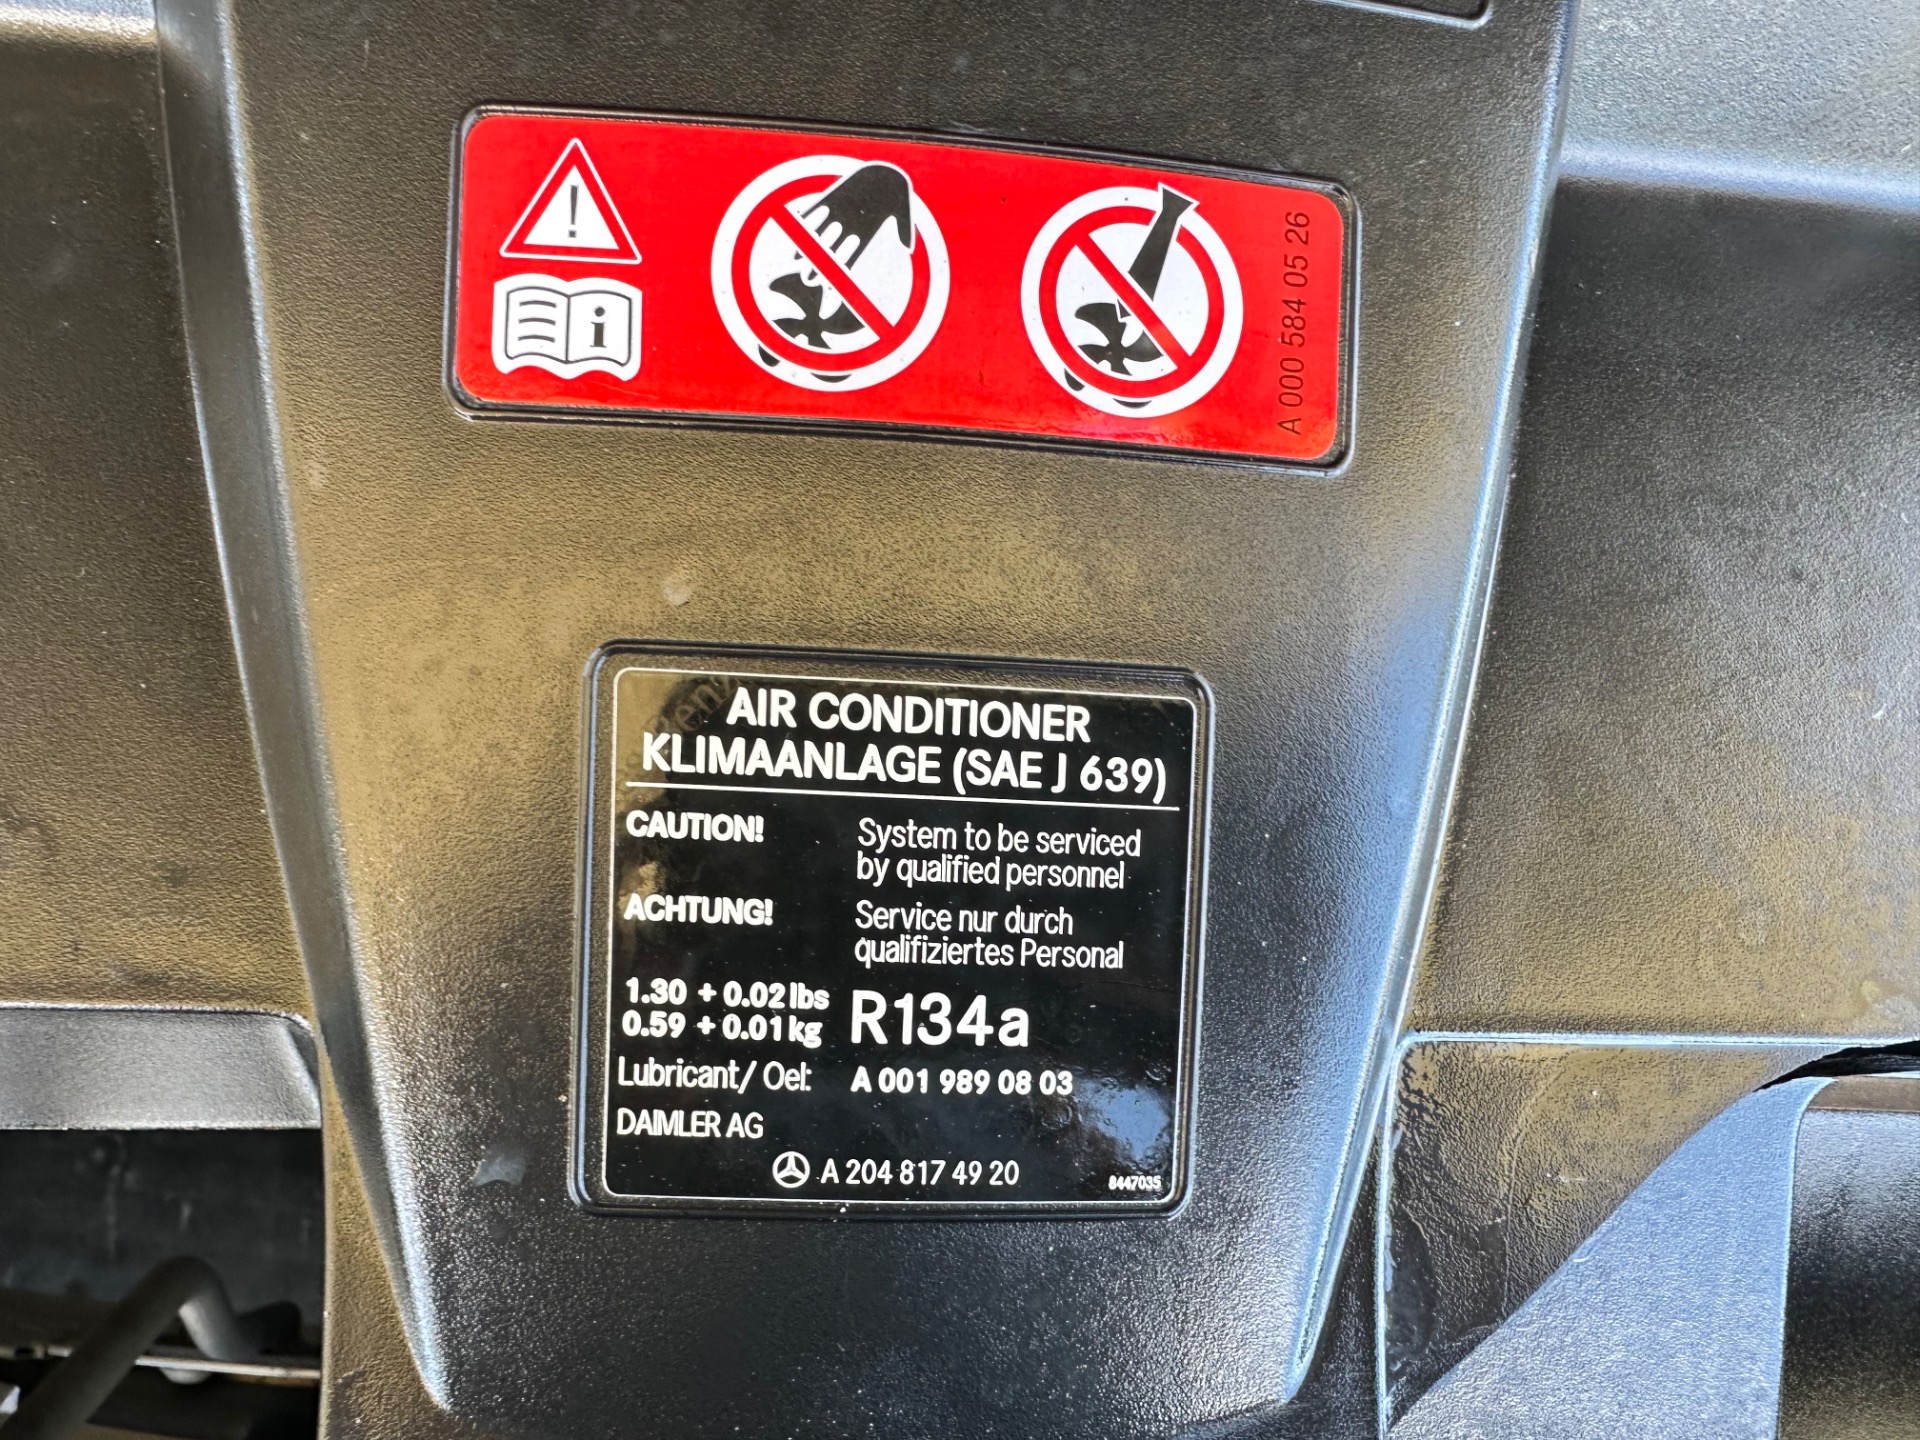 A 000 584 05 26
AIR CONDITIONER
KLIMAANLAGE (SAE J 639)
CAUTION! System to be serviced
by qualified personnel
ACHTUNG! Service nur durch
qualifiziertes Personal
1.30 + 0.02 lbs
0.59 + 0.01 kg R134a
Lubricant/ Oel: A 001 989 08 03
DAIMLER AG
A 204 817 49 20
8447035